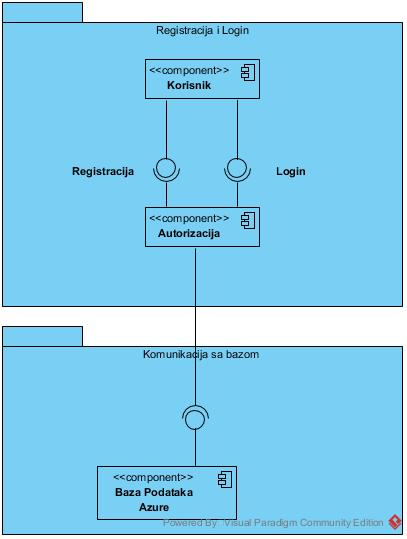 Registracija i Login
<<component>>
Korisnik
Registracija
Login
<<component>>
Autorizacija
Komunikacija sa bazom
<<component>>
Baza Podataka
Azure
Powered By: Visual Paradigm Community Edition